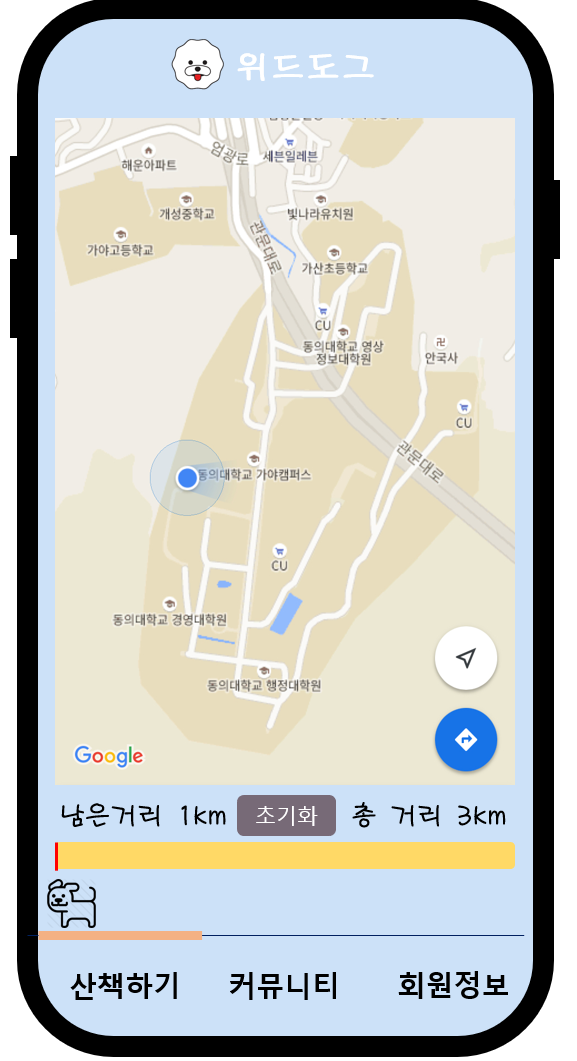 위드도그
엄광로
세븐일레븐
해운아파트
개성중학교
빛나라유치원
관문대로
가야고등학교
가산초등학교
CU
동의대학교 영상
정보대학원
안국사
CU
관문대로
동의대학교 가야캠퍼스
CU
동의대학교 경영대학원
동의대학교 행정대학원
Google
남은거리 1km 초기화 총 거리 3km
산책하기 커뮤니티 회원정보